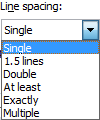 Line spacing:
Single
Single
1.5 lines
Double
At least
Exactly
Multiple